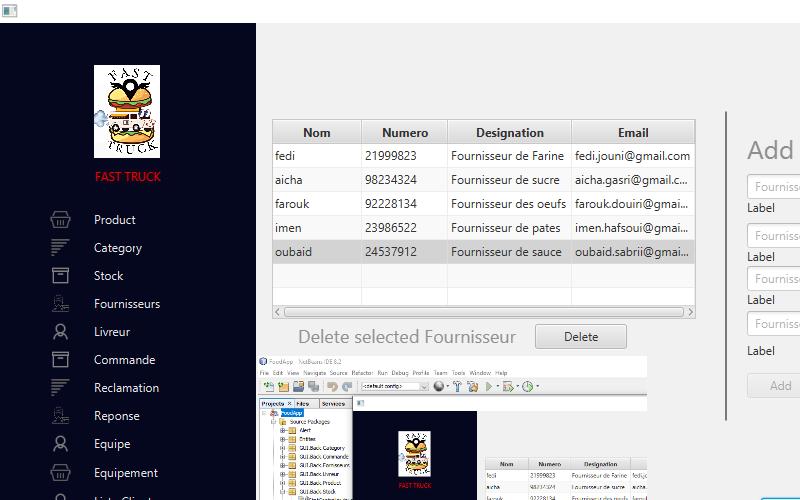 FAST
TRUCK
FAST TRUCK
Product
Category
Stock
Fournisseurs
Livreur
Commande
Reclamation
Reponse
Equipe
Equipement
Nom Numero Designation Email
fedi 21999823 Fournisseur de Farine fedi.jouni@gmail.com
aicha 98234324 Fournisseur de sucre aicha.gasri@gmail.c...
farouk 92228134 Fournisseur des oeufs farouk.douiri@gmai...
imen 23986522 Fournisseur de pates imen.hafsoui@gmai...
oubaid 24537912 Fournisseur de sauce oubaid.sabrii@gmai...
Delete selected Fournisseur Delete
Add
Fourniss
Label
Fourniss
Label
Fourniss
Label
Fourniss
Label
Add
FoodApp - NetBeans IDE 8.2
File Edit View Navigate Source Refactor Run Debug Profile Team Tools Window Help
<default config>
Projects Files Services
FoodApp
Source Packages
Alert
Entites
GUI.Back.Category
GUI.Back.Fornisseurs
GUI.Back.Livreur
GUI.Back.Product
GUI.Back.Stock
FAST TRUCK
Nom Numero Designation
fedi 21999823 Fournisseur de Farine fedi.jo
aicha 98234324 Fournisseur de sucre aicha.
farouk 92228134 Fournisseur des oeufs farouk